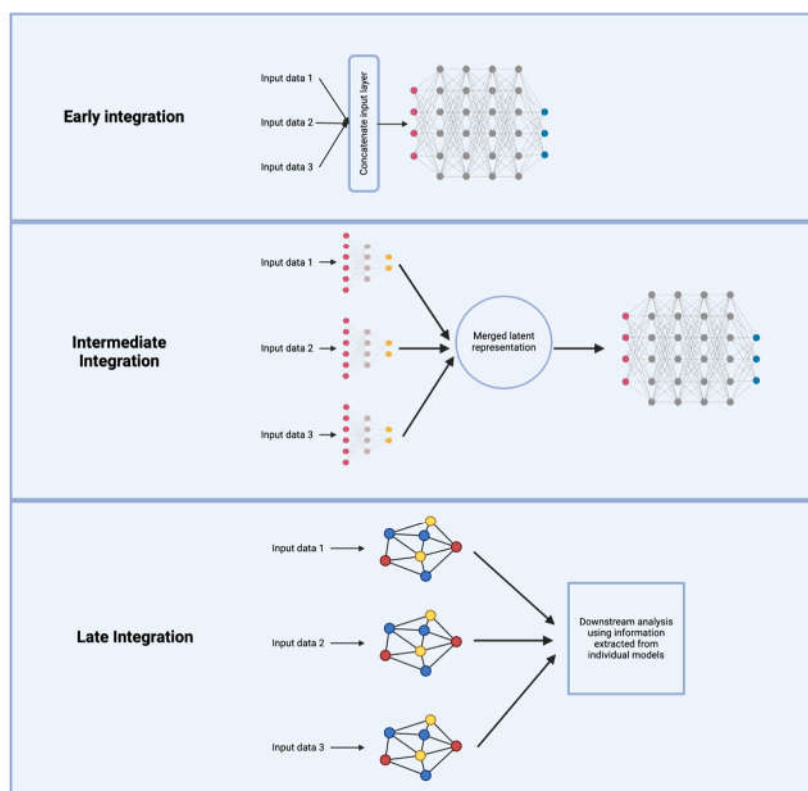 Early integration
Input data 1
Input data 2
Input data 3
Concatenate input layer
Intermediate
Integration
Input data 1
Input data 2
Input data 3
Merged latent
representation
Late Integration
Input data 1
Input data 2
Input data 3
Downstream analysis
using information
extracted from
individual models